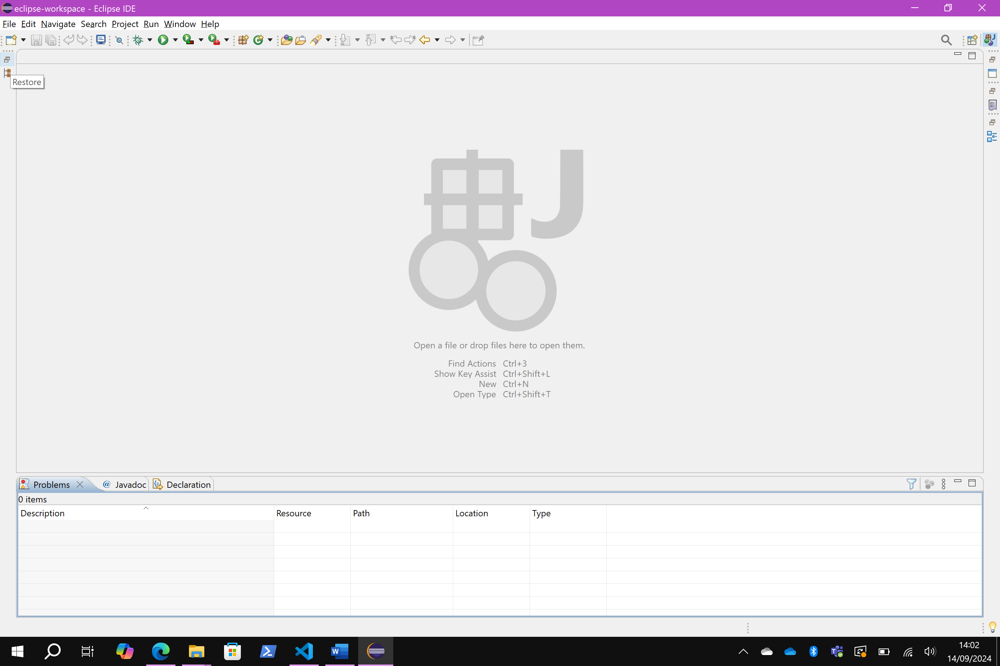 eclipse-workspace - Eclipse IDE
File Edit Navigate Search Project Run Window Help
Restore
J
Open a file or drop files here to open them.
Find Actions Ctrl+3
Show Key Assist Ctrl+Shift+L
New Ctrl+N
Open Type Ctrl+Shift+T
Problems @ Javadoc Declaration
0 items
Description Resource Path Location Type
14:02
14/09/2024